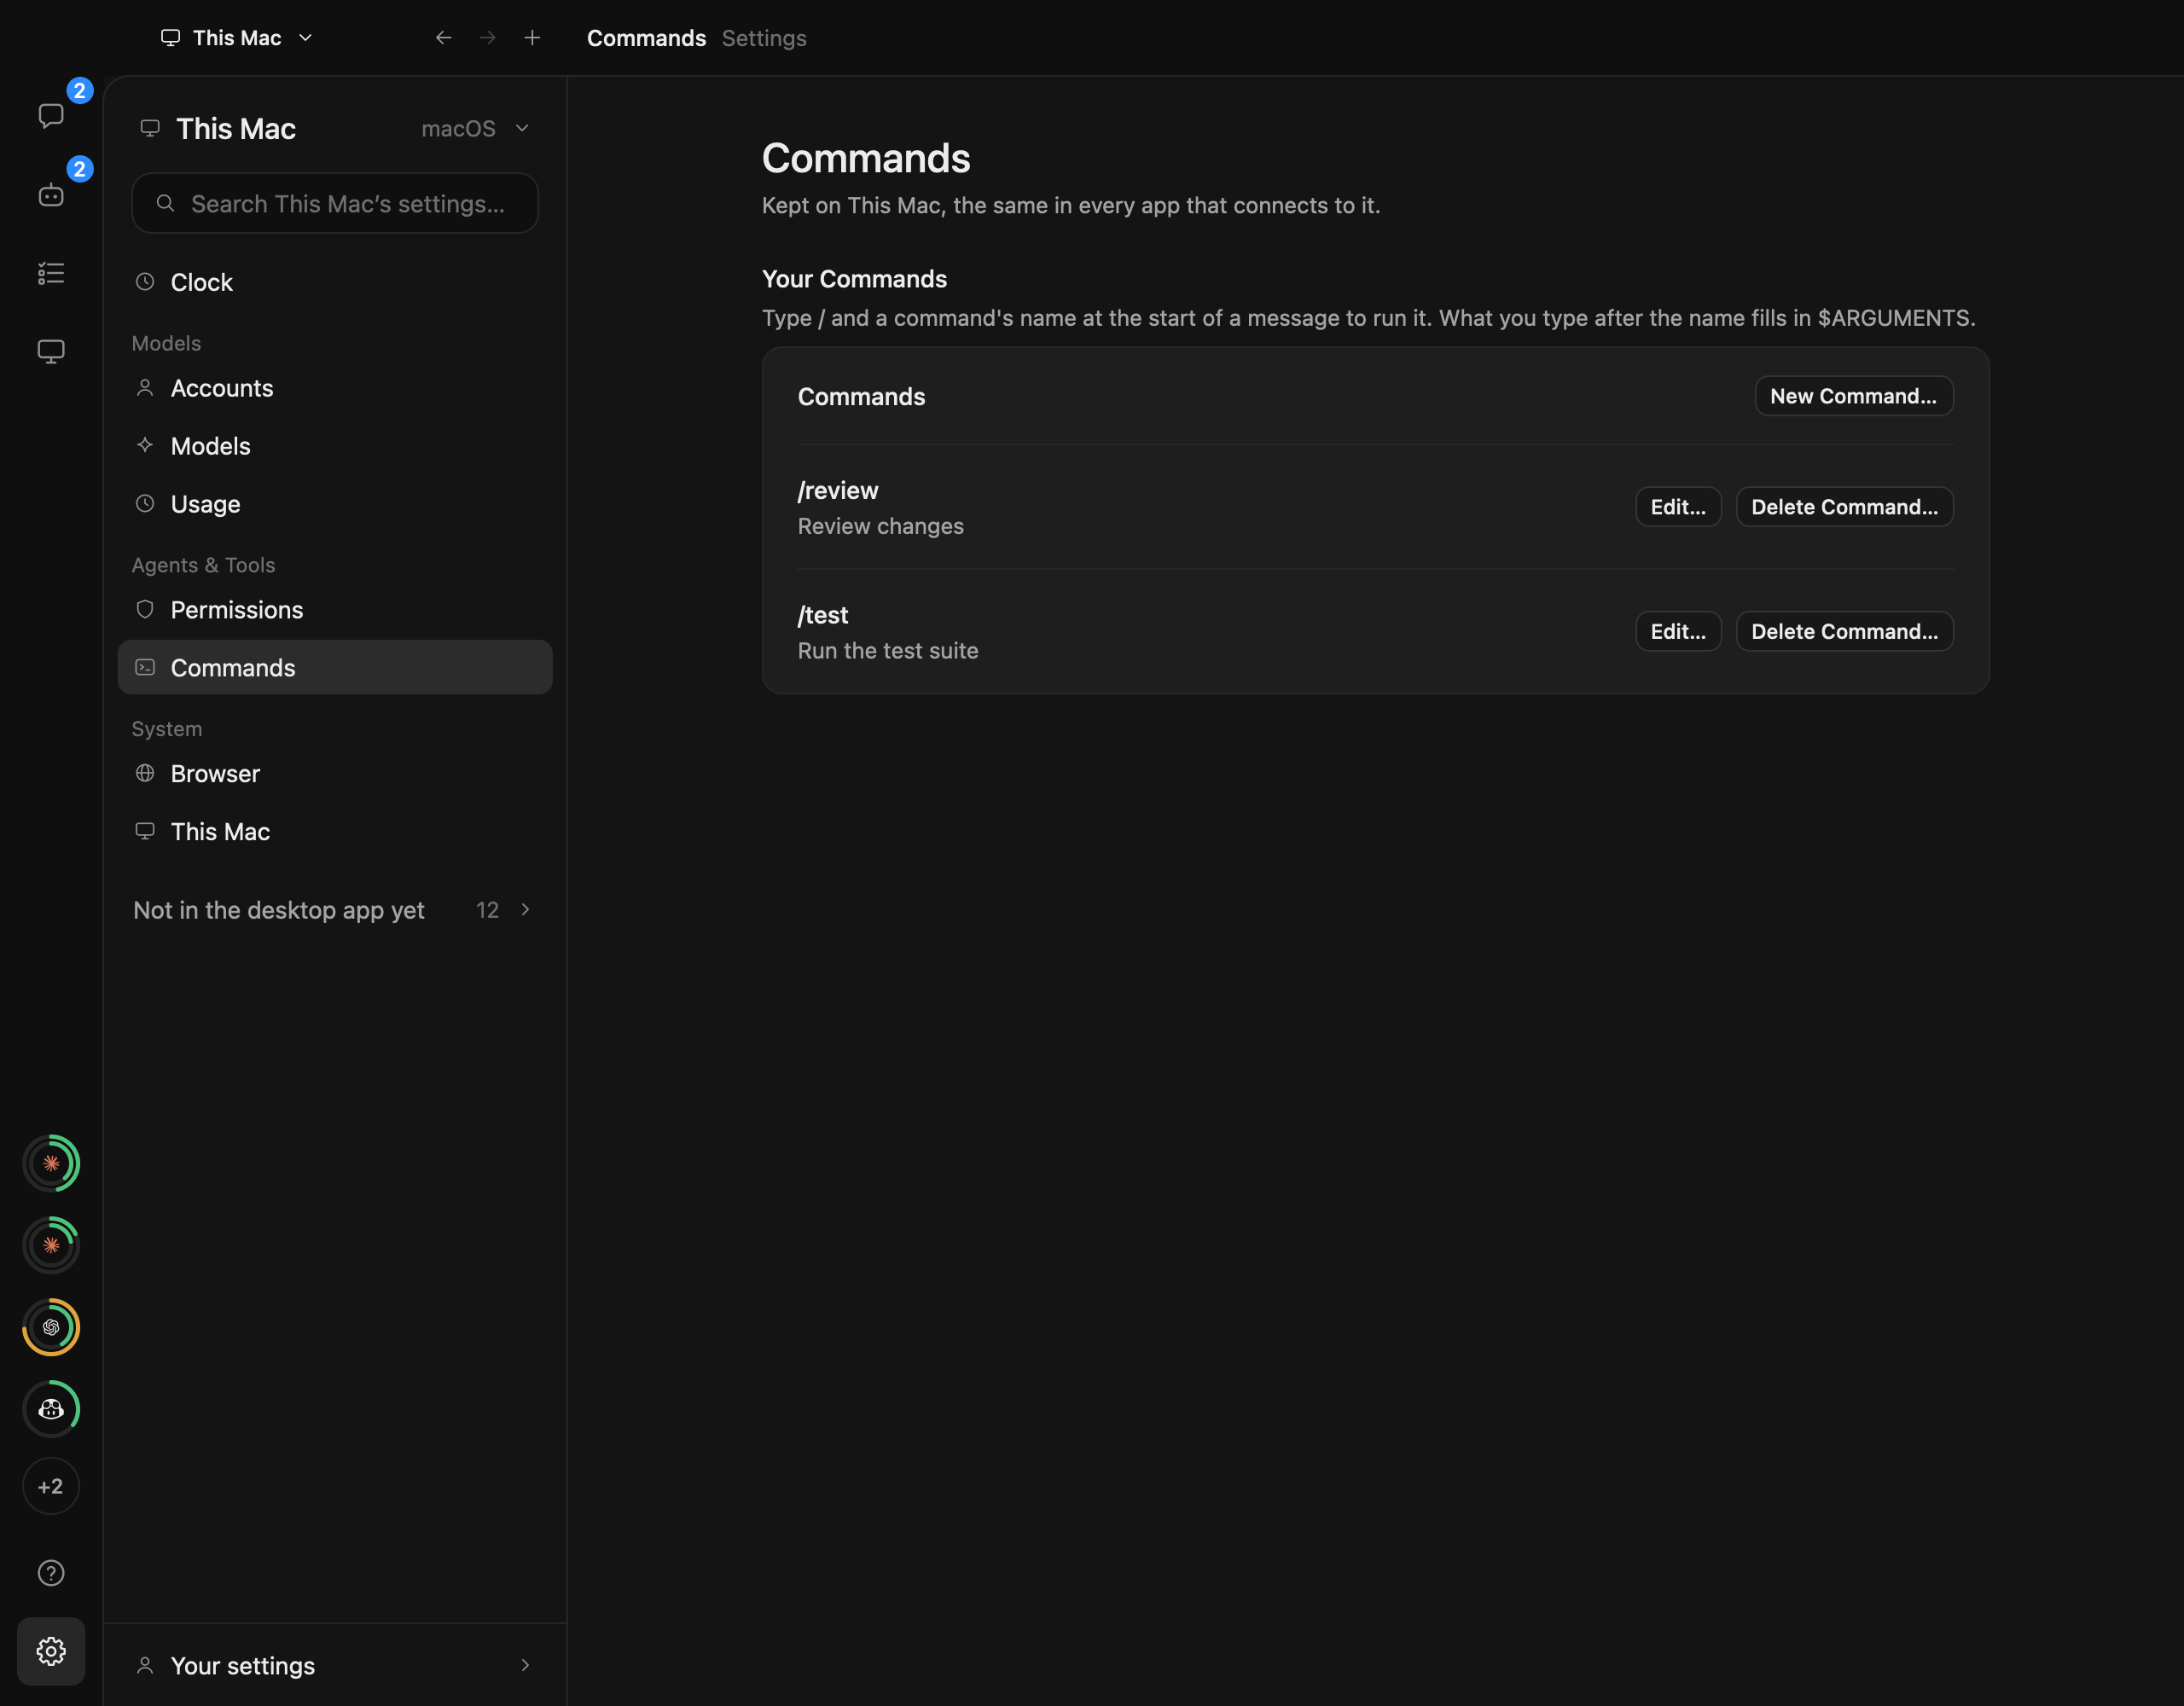 This Mac
Commands Settings
2
2
This Mac macOS
Search This Mac’s settings...
Clock
Models
Accounts
Models
Usage
Agents & Tools
Permissions
Commands
System
Browser
This Mac
Not in the desktop app yet 12
+2
Your settings
Commands
Kept on This Mac, the same in every app that connects to it.
Your Commands
Type / and a command's name at the start of a message to run it. What you type after the name fills in $ARGUMENTS.
Commands New Command...
/review
Review changes
Edit... Delete Command...
/test
Run the test suite
Edit... Delete Command...